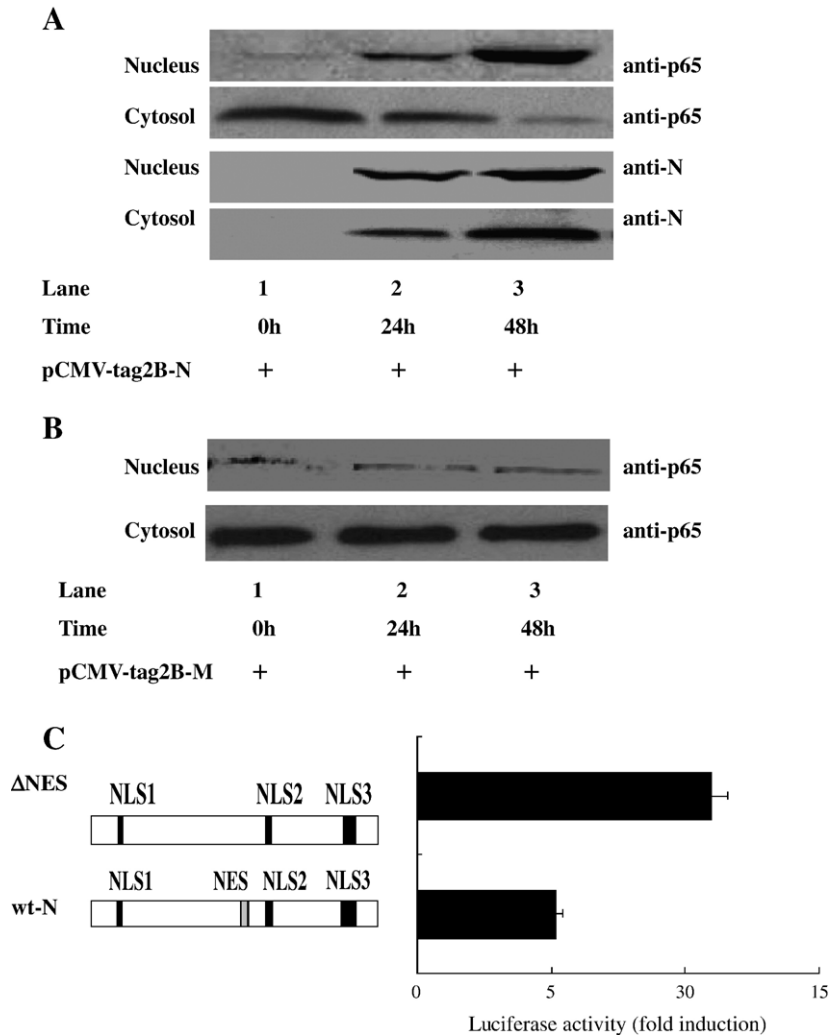 A
Nucleus anti-p65
Cytosol anti-p65
Nucleus anti-N
Cytosol anti-N
Lane 1 2 3
Time 0h 24h 48h
pCMV-tag2B-N + + +
B
Nucleus anti-p65
Cytosol anti-p65
Lane 1 2 3
Time 0h 24h 48h
pCMV-tag2B-M + + +
C
ΔNES NLS1 NLS2 NLS3
wt-N NLS1 NES NLS2 NLS3
0 5 30 15
Luciferase activity (fold induction)